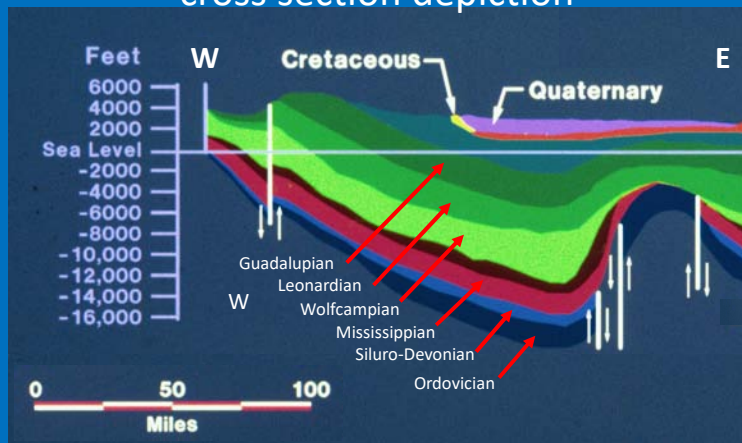 cross section depiction
Feet
W
E
Cretaceous
Quaternary
6000
4000
2000
Sea Level
-2000
-4000
-6000
-8000
-10,000
-12,000
-14,000
-16,000
Guadalupian
Leonardian
W
Wolfcampian
Mississippian
Siluro-Devonian
Ordovician
0 50 100
Miles